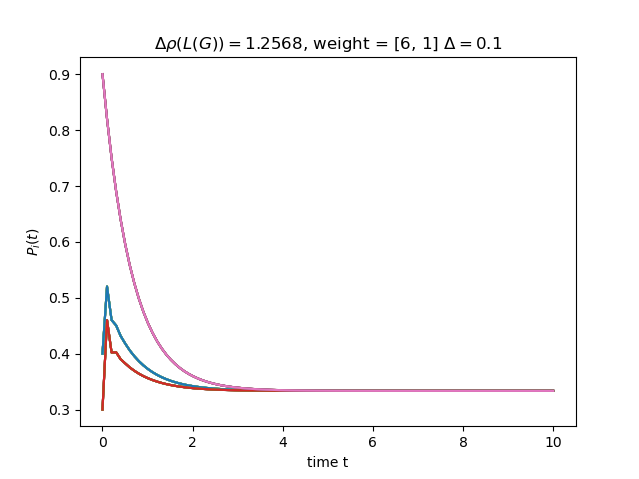 Δρ(L(G)) = 1.2568, weight = [6, 1] Δ = 0.1
0.9
0.8
0.7
0.6
0.5
0.4
0.3
P_i(t)
0 2 4 6 8 10
time t